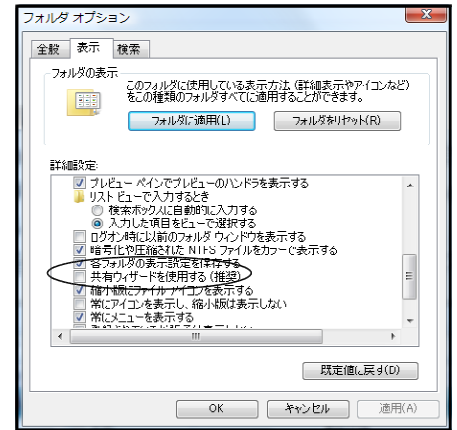 フォルダ オプション
全般
表示
検索
フォルダの表示
このフォルダに使用している表示方法 (詳細表示やアイコンなど)
をこの種類のフォルダすべてに適用することができます。
フォルダに適用(L)
フォルダをリセット(R)
詳細設定:
プレビュー ペインでプレビューのハンドラを表示する
リスト ビューで入力するとき
検索ボックスに自動的に入力する
入力した項目をビューで選択する
ログオン時に以前のフォルダ ウィンドウを表示する
暗号化や圧縮された NTFS ファイルをカラーで表示する
各フォルダの表示設定を保存する
共有ウィザードを使用する (推奨)
縮小版にファイル アイコンを表示する
常にアイコンを表示し、縮小版は表示しない
常にメニューを表示する
既定値に戻す(D)
OK
キャンセル
適用(A)